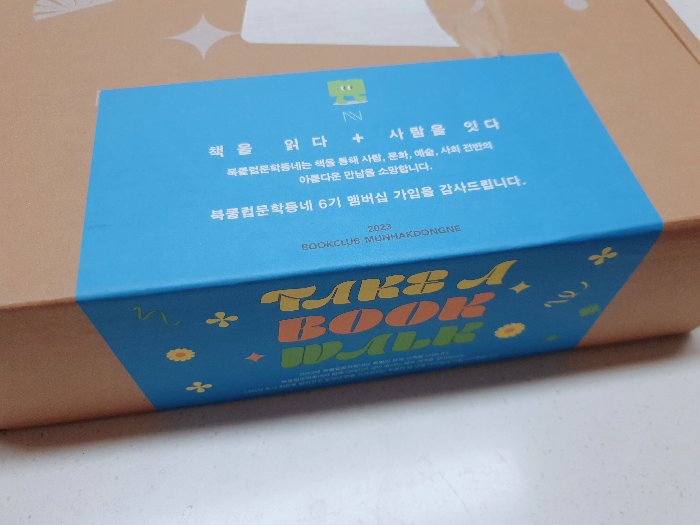 책을 읽다 + 사람을 잇다
북클럽문학동네는 책을 통해 사람, 문화, 예술, 사회 전반의
아름다운 만남을 소망합니다.
북클럽문학동네 6기 멤버십 가입을 감사드립니다.
2023
BOOKCLUB MUNHAKDONGNE
TAKE A
BOOK
WALK